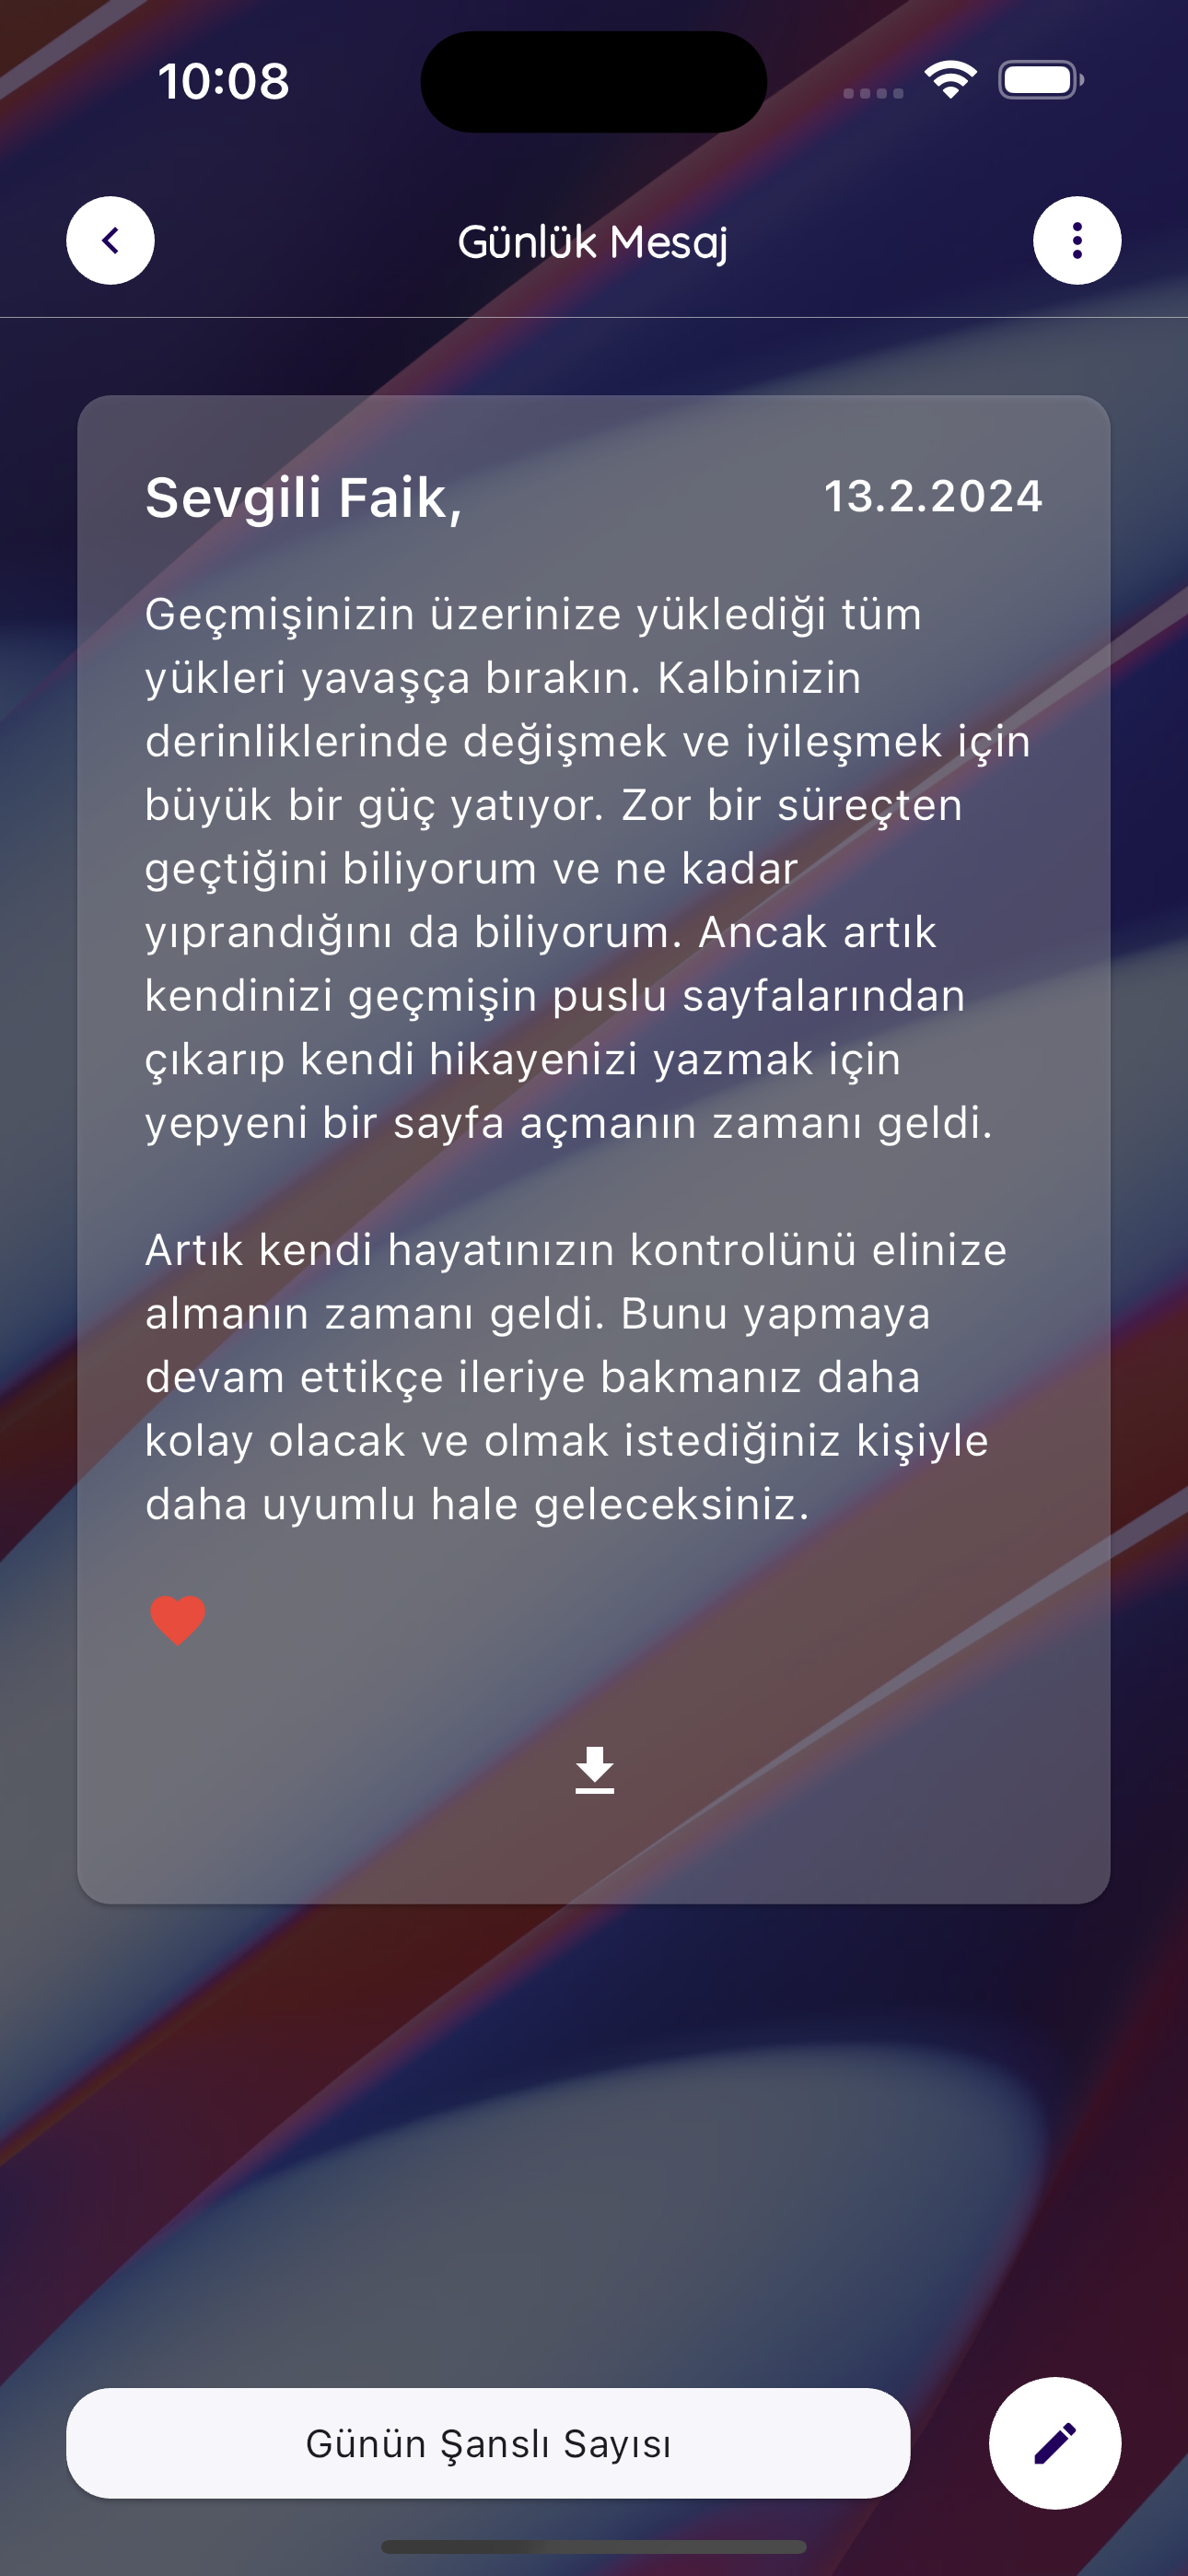 10:08
Günlük Mesaj
Sevgili Faik,
13.2.2024
Geçmişinizin üzerinize yüklediği tüm
yükleri yavaşça bırakın. Kalbinizin
derinliklerinde değişmek ve iyileşmek için
büyük bir güç yatıyor. Zor bir süreçten
geçtiğini biliyorum ve ne kadar
yıprandığını da biliyorum. Ancak artık
kendinizi geçmişin puslu sayfalarından
çıkarıp kendi hikayenizi yazmak için
yepyeni bir sayfa açmanın zamanı geldi.
Artık kendi hayatınızın kontrolünü elinize
almanın zamanı geldi. Bunu yapmaya
devam ettikçe ileriye bakmanız daha
kolay olacak ve olmak istediğiniz kişiyle
daha uyumlu hale geleceksiniz.
Günün Şanslı Sayısı